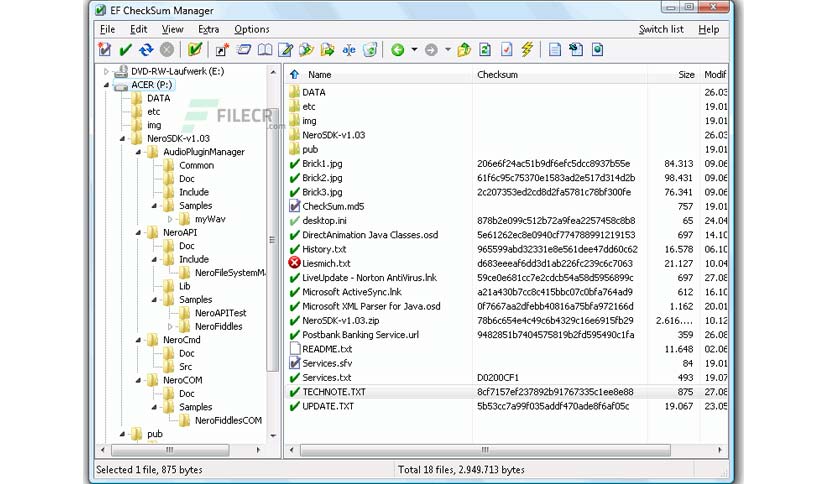 EF CheckSum Manager
File Edit View Extra Options Switch list Help
DVD-RW-Laufwerk (E:)
ACER (P:)
DATA
etc
img
NeroSDK-v1.03
AudioPluginManager
Common
Doc
Include
Samples
myWav
NeroAPI
Doc
Include
NeroFileSystemM
Lib
Samples
NeroAPITest
NeroFiddles
NeroCmd
Doc
Src
NeroCOM
Doc
Samples
NeroFiddlesCOM
pub
FILECR
.com
Name Checksum Size Modif
DATA 26.03
etc 19.01
img 19.01
NeroSDK-v1.03 26.03
pub 19.01
Brick1.jpg 206e6f24ac51b9df6efc5dcc8937b55e 84.313 09.06
Brick2.jpg 61f6c95c75370e1583ad2e517d314d2b 98.431 09.06
Brick3.jpg 2c207353ed2cd8d2fa5781c78bf300fe 76.341 09.06
CheckSum.md5 757 19.01
desktop.ini 878b2e099c512b72a9fea2257458c8b8 65 24.04
DirectAnimation Java Classes.osd 5e61262ec8e0940cf774788991219153 697 14.10
History.txt 965599abd32331e8e561dee47dd60c62 16.578 06.10
Liesmich.txt d683eeeaf6dd3d1ab226fc239c6c7063 21.127 10.04
LiveUpdate - Norton AntiVirus.lnk 59ce0e681cc7e2cdcb54a58d5956899c 697 27.08
Microsoft ActiveSync.lnk a21a430b7cc8c415bbc07c0bfa764ad9 612 16.10
Microsoft XML Parser for Java.osd 0f7667aa2dfebb40816a75bfa972166d 1.162 20.01
NeroSDK-v1.03.zip 78b6c654e4c49c6b4329c16e6915fb29 2.616.... 10.12
Postbank Banking Service.url 9482851b7404575819b2fd595490c1fa 359 26.08
README.txt 11.648 02.06
Services.sfv 84 19.01
Services.txt D0200CF1 493 19.07
TECHNOTE.TXT 8cf7157ef237892b91767335c1ee8e88 875 27.08
UPDATE.TXT 5b53cc7a99f035addf470ade8f6af05c 19.067 23.05
Selected 1 file, 875 bytes Total 18 files, 2.949.713 bytes